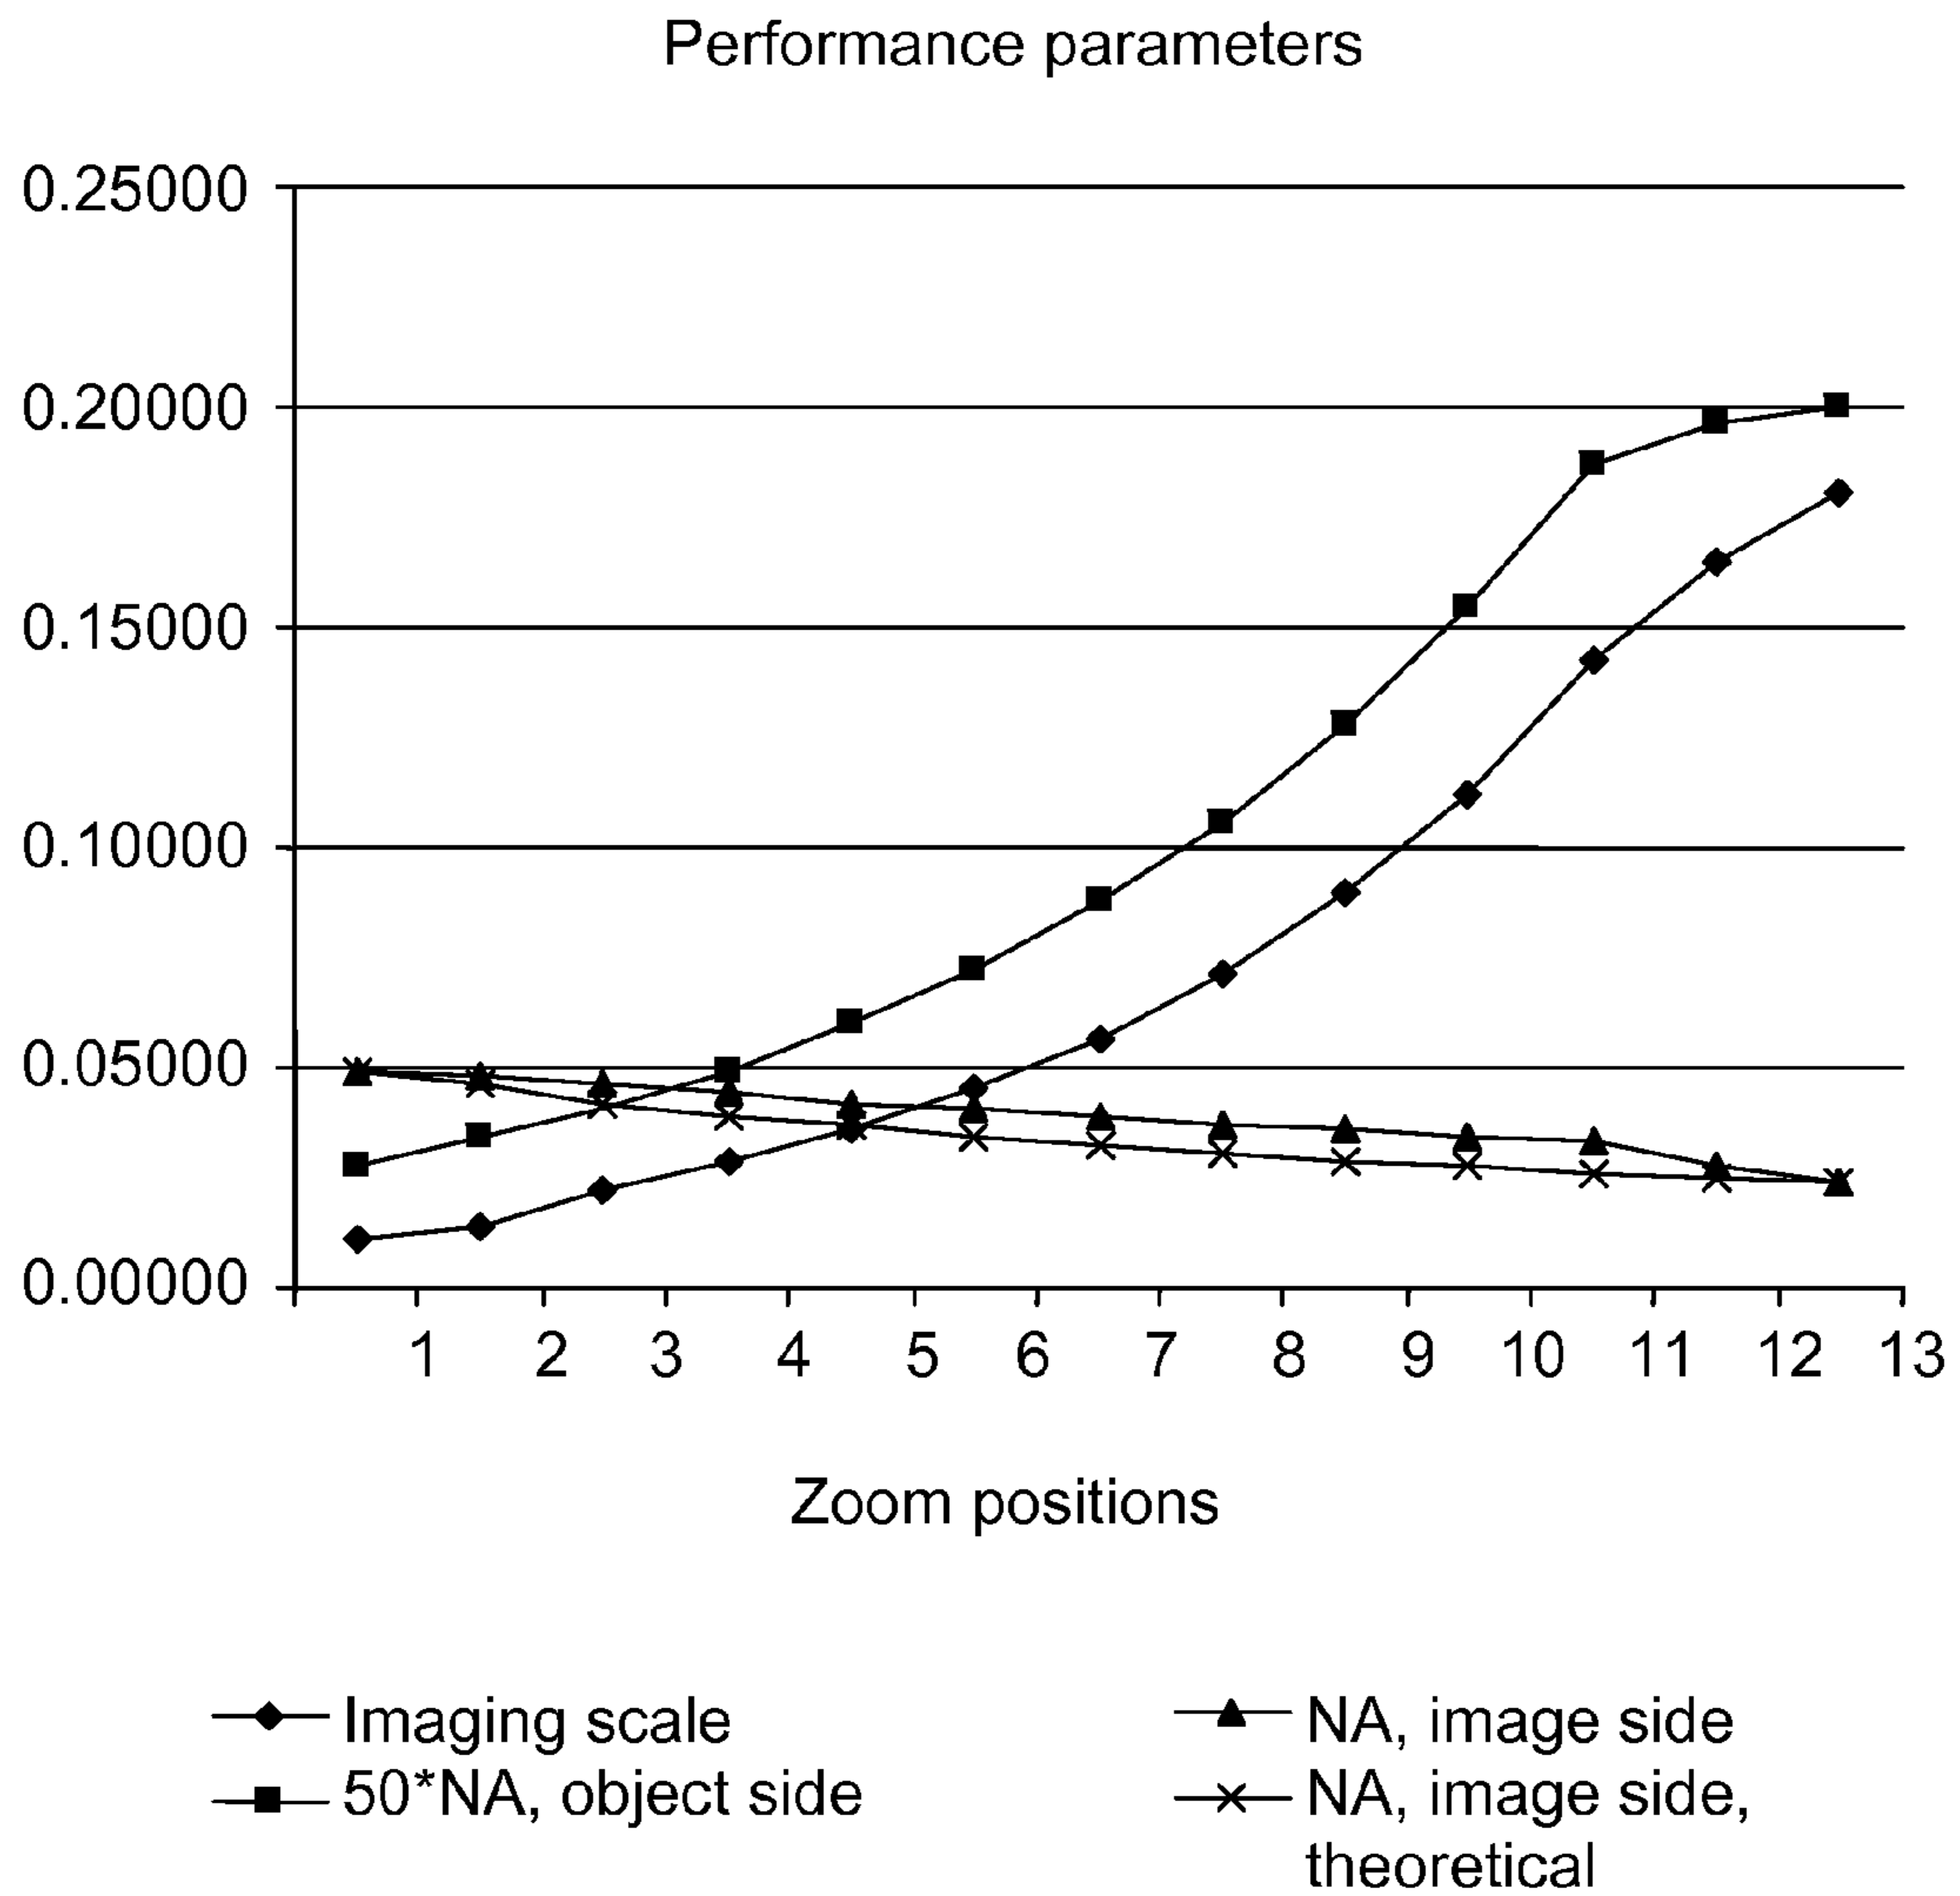 Performance parameters
0.25000
0.20000
0.15000
0.10000
0.05000
0.00000
1 2 3 4 5 6 7 8 9 10 11 12 13
Zoom positions
Imaging scale
50*NA, object side
NA, image side
NA, image side,
theoretical